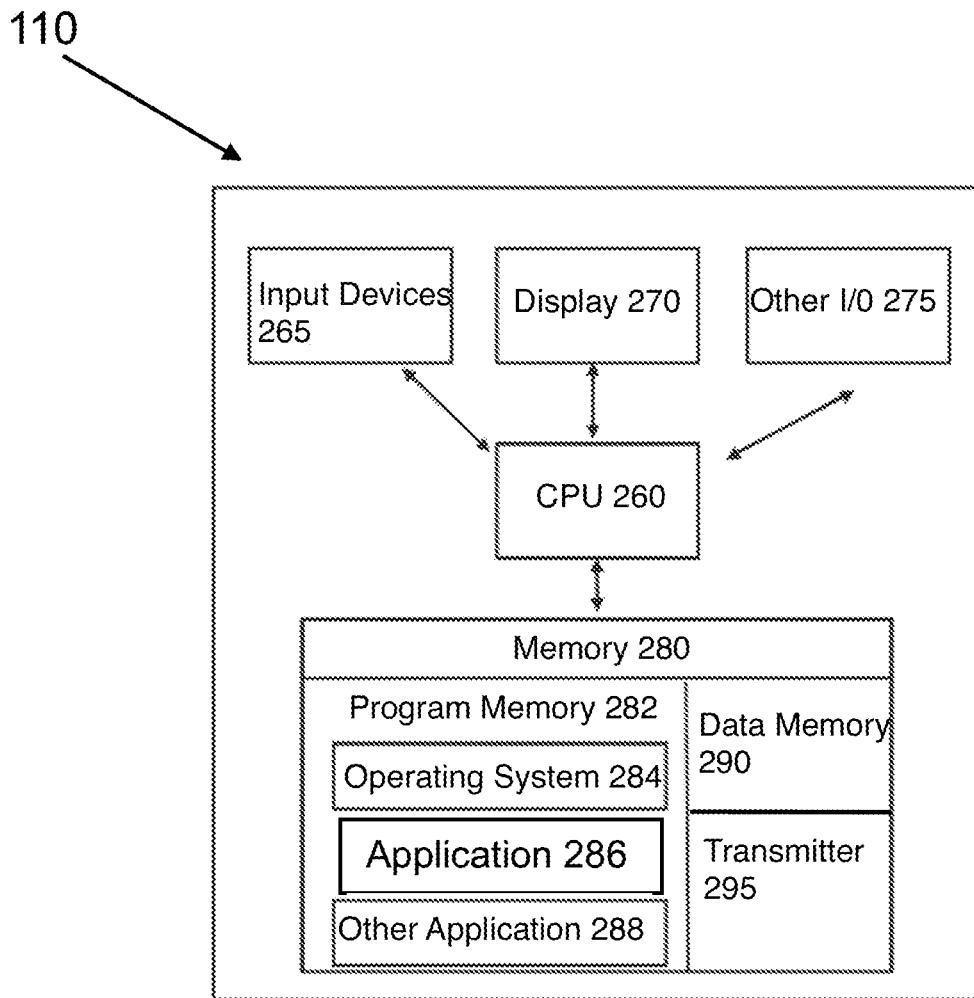 110
Input Devices
265
Display 270
Other I/0 275
CPU 260
Memory 280
Program Memory 282
Operating System 284
Application 286
Other Application 288
Data Memory
290
Transmitter
295